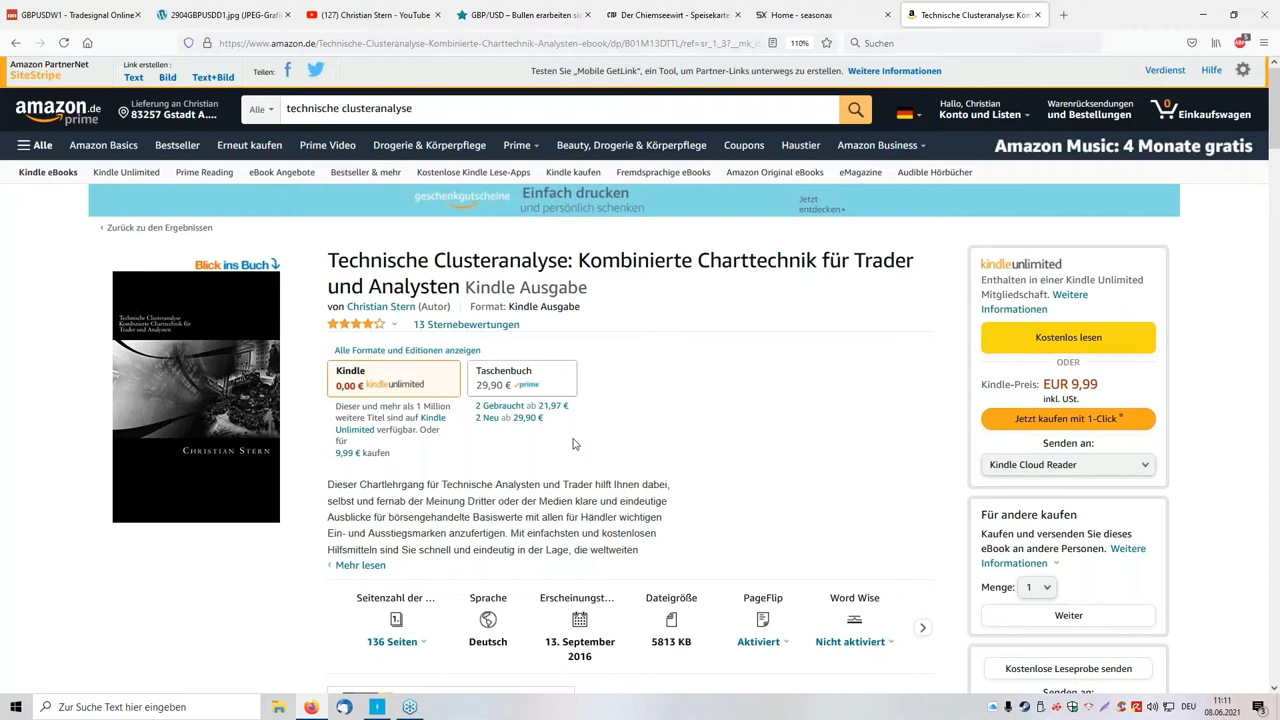 GBPUSDW1 - Tradesignal Online
2904GBPUSDD1.jpg (JPEG-Grafi
(127) Christian Stern - YouTube
GBP/USD – Bullen erarbeiten sic
Der Chiemseewirt - Speisekarte
Home - seasonax
Technische Clusteranalyse: Kom
https://www.amazon.de/Technische-Clusteranalyse-Kombinierte-Charttechnik-Analysten-ebook/dp/B01M13DTTL/ref=sr_1_3?__mk_
110%
Suchen
Amazon PartnerNet
SiteStripe
Link erstellen :
Text Bild Text+Bild
Teilen:
Testen Sie „Mobile GetLink“, ein Tool, um Partner-Links unterwegs zu erstellen. Weitere Informationen
Verdienst Hilfe
amazon.de
prime
Lieferung an Christian
83257 Gstadt A....
Alle
technische clusteranalyse
Hallo, Christian
Konto und Listen
Warenrücksendungen
und Bestellungen
0
Einkaufswagen
Alle Amazon Basics Bestseller Erneut kaufen Prime Video Drogerie & Körperpflege Prime Beauty, Drogerie & Körperpflege Coupons Haustier Amazon Business
Amazon Music: 4 Monate gratis
Kindle eBooks Kindle Unlimited Prime Reading eBook Angebote Bestseller & mehr Kostenlose Kindle Lese-Apps Kindle kaufen Fremdsprachige eBooks Amazon Original eBooks eMagazine Audible Hörbücher
geschenkgutscheine
Einfach drucken
und persönlich schenken
Jetzt
entdecken
‹ Zurück zu den Ergebnissen
Blick ins Buch
Technische Clusteranalyse
Kombinierte Charttechnik für
Trader und Analysten
CHRISTIAN STERN
Technische Clusteranalyse: Kombinierte Charttechnik für Trader
und Analysten Kindle Ausgabe
von Christian Stern (Autor) | Format: Kindle Ausgabe
13 Sternebewertungen
Alle Formate und Editionen anzeigen
Kindle
0,00 € kindleunlimited
Taschenbuch
29,90 € prime
Dieser und mehr als 1 Million
weitere Titel sind auf Kindle
Unlimited verfügbar. Oder
für
9,99 € kaufen
2 Gebraucht ab 21,97 €
2 Neu ab 29,90 €
Dieser Chartlehrgang für Technische Analysten und Trader hilft Ihnen dabei,
selbst und fernab der Meinung Dritter oder der Medien klare und eindeutige
Ausblicke für börsengehandelte Basiswerte mit allen für Händler wichtigen
Ein- und Ausstiegsmarken anzufertigen. Mit einfachsten und kostenlosen
Hilfsmitteln sind Sie schnell und eindeutig in der Lage, die weltweiten
Mehr lesen
Seitenzahl der ...
136 Seiten
Sprache
Deutsch
Erscheinungst...
13. September
2016
Dateigröße
5813 KB
PageFlip
Aktiviert
Word Wise
Nicht aktiviert
kindleunlimited
Enthalten in einer Kindle Unlimited
Mitgliedschaft. Weitere
Informationen
Kostenlos lesen
ODER
Kindle-Preis: EUR 9,99
inkl. USt.
Jetzt kaufen mit 1-Click®
Senden an:
Kindle Cloud Reader
Für andere kaufen
Kaufen und versenden Sie dieses
eBook an andere Personen. Weitere
Informationen
Menge: 1
Weiter
Kostenlose Leseprobe senden
Senden an:
Zur Suche Text hier eingeben
DEU
11:11
08.06.2021